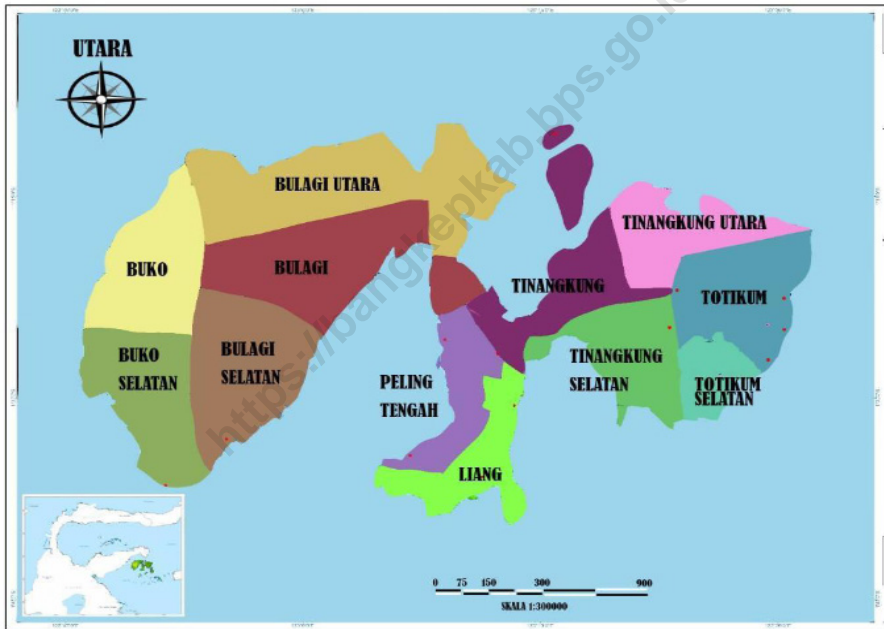 UTARA
BULAGI UTARA
TINANGKUNG UTARA
BUKO
BULAGI
TINANGKUNG
TOTIKUM
BUKO
SELATAN
BULAGI
SELATAN
PELING
TENGAH
TINANGKUNG
SELATAN
TOTIKUM
SELATAN
LIANG
0 75 150 300 900
SKALA 1:300000
https://bangkepkab.bps.go.i